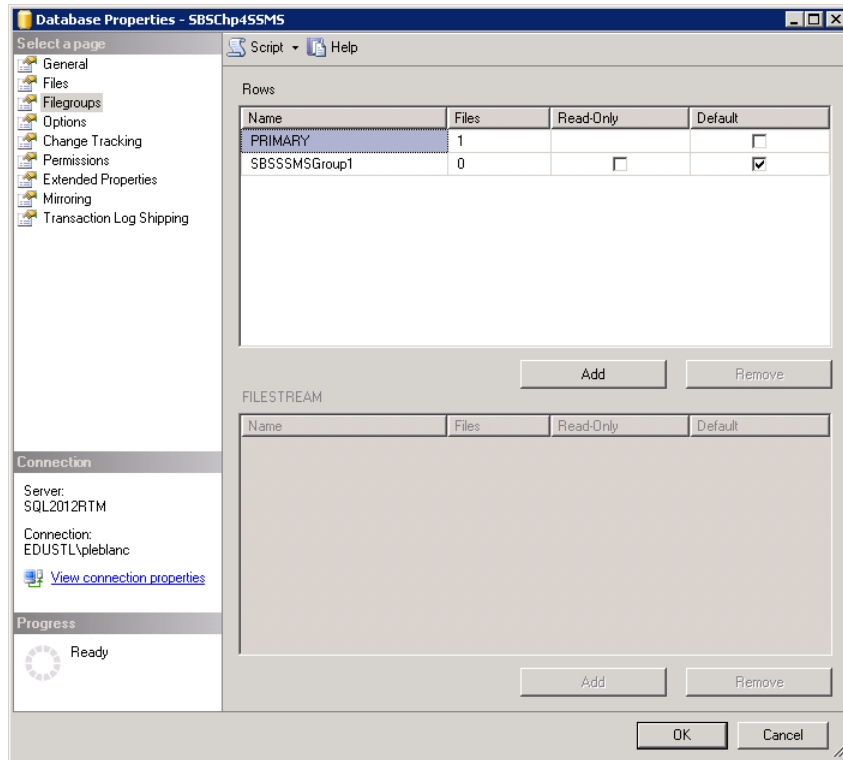 Database Properties - SBSChp4SSMS
Select a page
General
Files
Filegroups
Options
Change Tracking
Permissions
Extended Properties
Mirroring
Transaction Log Shipping
Connection
Server:
SQL2012RTM
Connection:
EDUSTL\pleblanc
View connection properties
Progress
Ready
Script Help
Rows
Name Files Read-Only Default
PRIMARY 1
SBSSSMSGroup1 0
Add Remove
FILESTREAM
Name Files Read-Only Default
Add Remove
OK Cancel